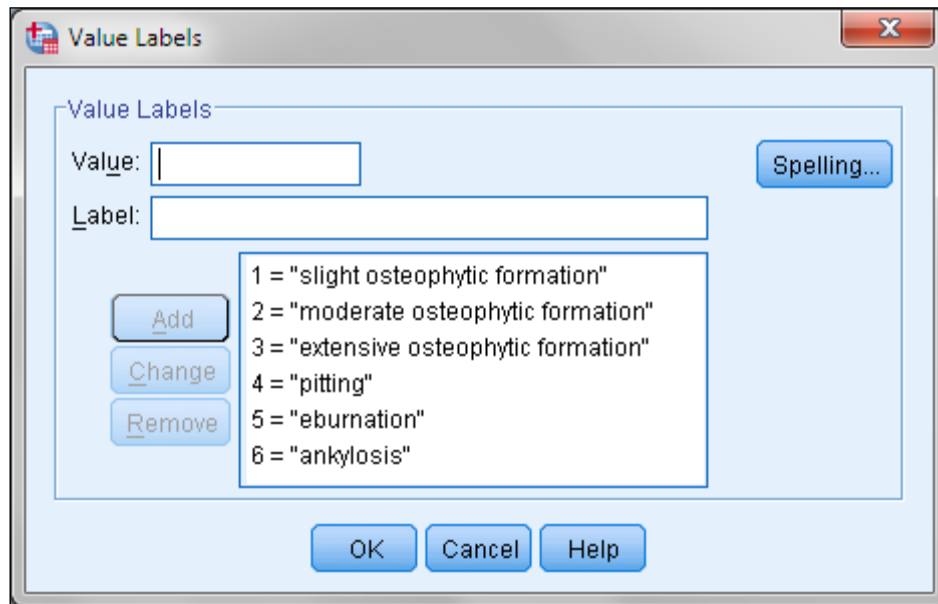 Value Labels
Value Labels
Value:
Spelling...
Label:
1 = "slight osteophytic formation"
2 = "moderate osteophytic formation"
3 = "extensive osteophytic formation"
4 = "pitting"
5 = "eburnation"
6 = "ankylosis"
Add
Change
Remove
OK Cancel Help